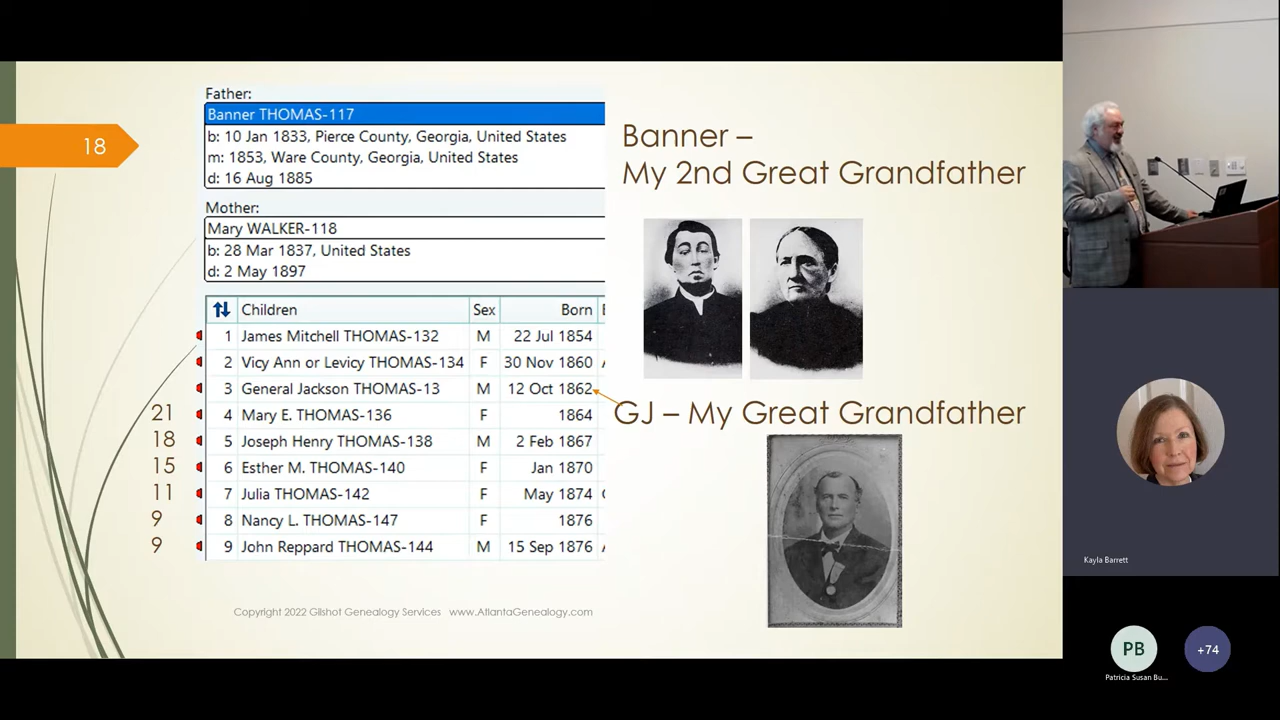 18
Father:
Banner THOMAS-117
b: 10 Jan 1833, Pierce County, Georgia, United States
m: 1853, Ware County, Georgia, United States
d: 16 Aug 1885
Mother:
Mary WALKER-118
b: 28 Mar 1837, United States
d: 2 May 1897
Children Sex Born
1 James Mitchell THOMAS-132 M 22 Jul 1854
2 Vicy Ann or Levicy THOMAS-134 F 30 Nov 1860
3 General Jackson THOMAS-13 M 12 Oct 1862
21 4 Mary E. THOMAS-136 F 1864
18 5 Joseph Henry THOMAS-138 M 2 Feb 1867
15 6 Esther M. THOMAS-140 F Jan 1870
11 7 Julia THOMAS-142 F May 1874
9 8 Nancy L. THOMAS-147 F 1876
9 9 John Reppard THOMAS-144 M 15 Sep 1876
Banner –
My 2nd Great Grandfather
GJ – My Great Grandfather
Copyright 2022 Gilshot Genealogy Services www.AtlantaGenealogy.com
Kayla Barrett
PB
Patricia Susan Bu...
+74